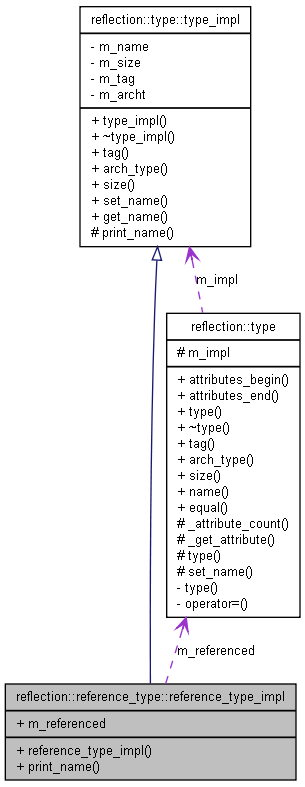 reflection::type::type_impl
- m_name
- m_size
- m_tag
- m_archt
+ type_impl()
+ ~type_impl()
+ tag()
+ arch_type()
+ size()
+ set_name()
+ get_name()
# print_name()
m_impl
reflection::type
# m_impl
+ attributes_begin()
+ attributes_end()
+ type()
+ ~type()
+ tag()
+ arch_type()
+ size()
+ name()
+ equal()
# _attribute_count()
# _get_attribute()
# type()
# set_name()
- type()
- operator=()
m_referenced
reflection::reference_type::reference_type_impl
+ m_referenced
+ reference_type_impl()
+ print_name()